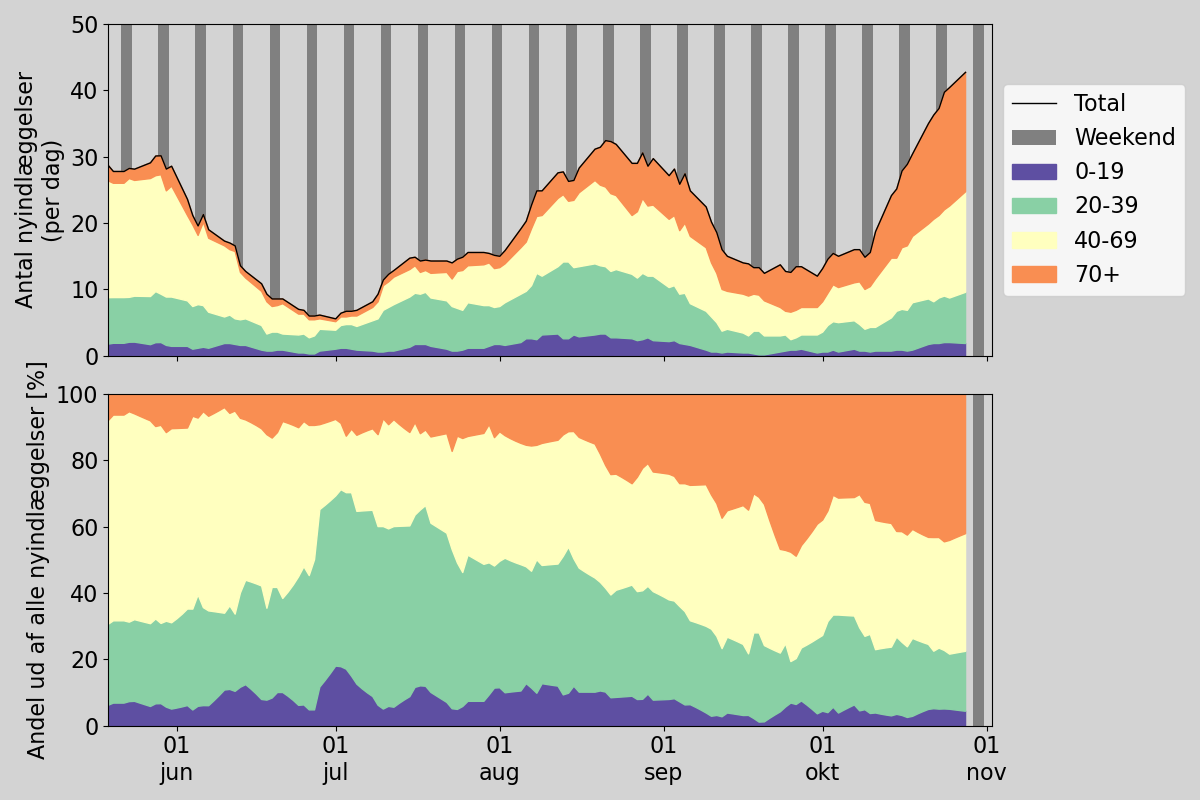 Antal nyindlæggelser
(per dag)
50
40
30
20
10
0
Total
Weekend
0-19
20-39
40-69
70+
Andel ud af alle nyindlæggelser [%]
100
80
60
40
20
0
01
jun
01
jul
01
aug
01
sep
01
okt
01
nov